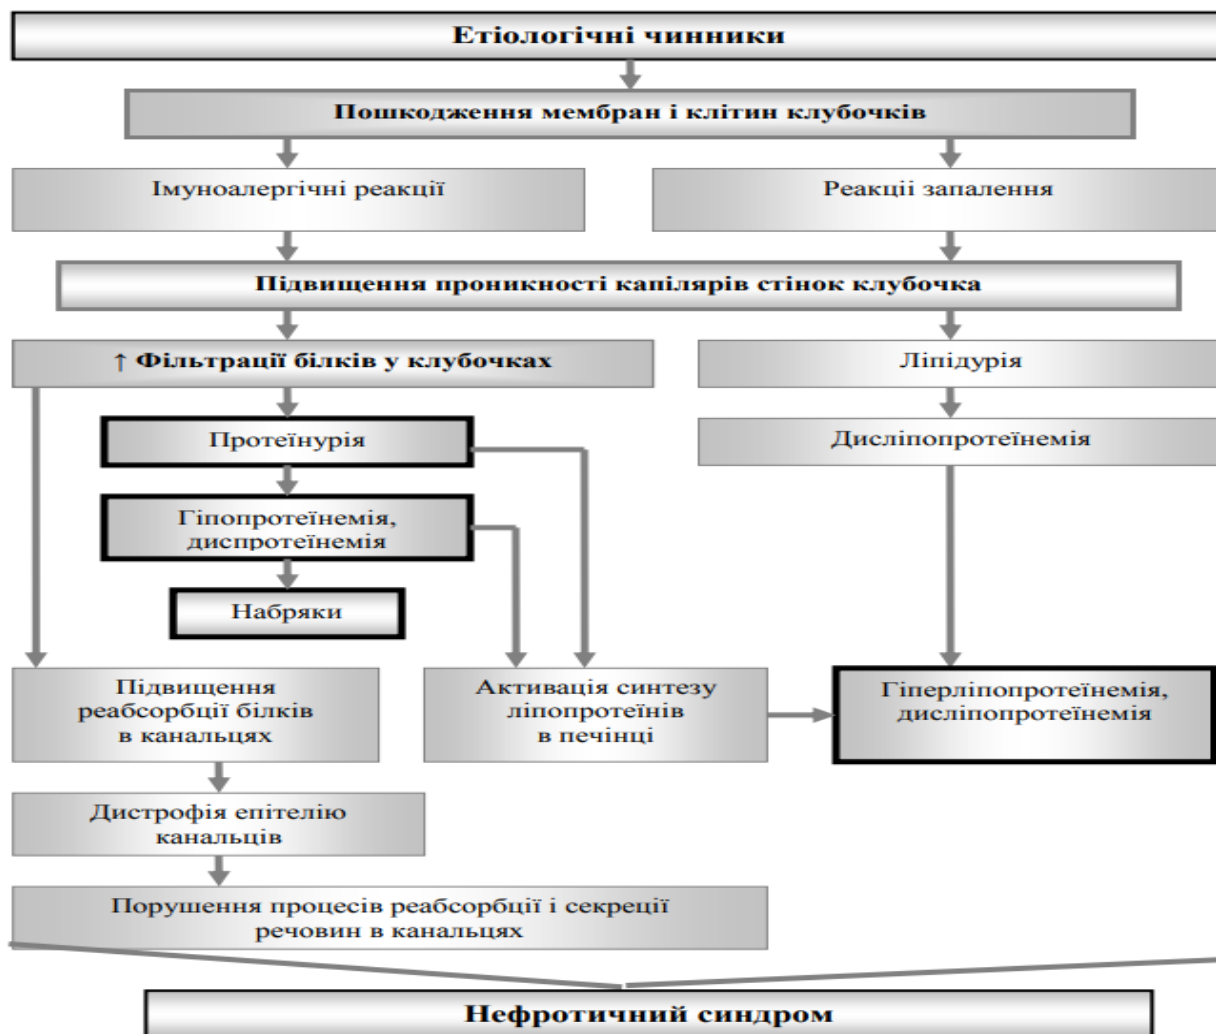 Етіологічні чинники
Пошкодження мембран і клітин клубочків
Імуноалергічні реакції
Реакціі запалення
Підвищення проникності капілярів стінок клубочка
↑ Фільтрації білків у клубочках
Ліпідурія
Протеїнурія
Дисліпопротеїнемія
Гіпопротеїнемія,
диспротеїнемія
Набряки
Підвищення
реабсорбції білків
в канальцях
Активація синтезу
ліпопротеїнів
в печінці
Гіперліпопротеїнемія,
дисліпопротеїнемія
Дистрофія епітелію
канальців
Порушення процесів реабсорбції і секреції
речовин в канальцях
Нефротичний синдром